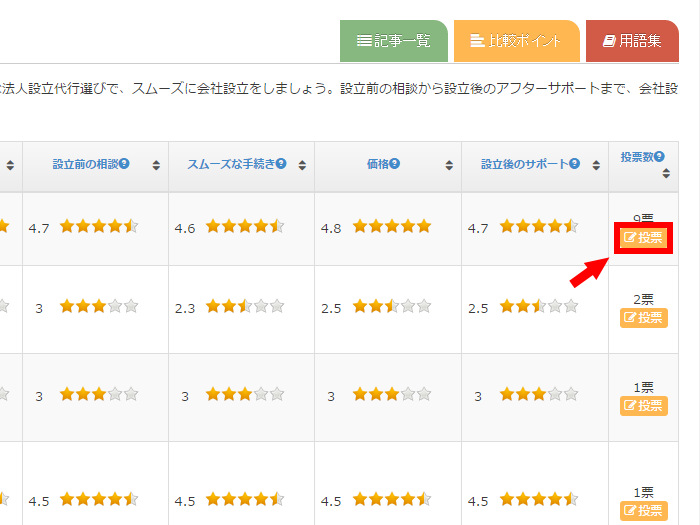 記事一覧 比較ポイント 用語集
法人設立代行選びで、スムーズに会社設立をしましょう。設立前の相談から設立後のアフターサポートまで、会社設
設立前の相談 スムーズな手続き 価格 設立後のサポート 投票数
4.7 4.6 4.8 4.7 9票
投票
3 2.3 2.5 2.5 2票
投票
3 3 3 3 1票
投票
4.5 4.5 4.5 4.5 1票
投票